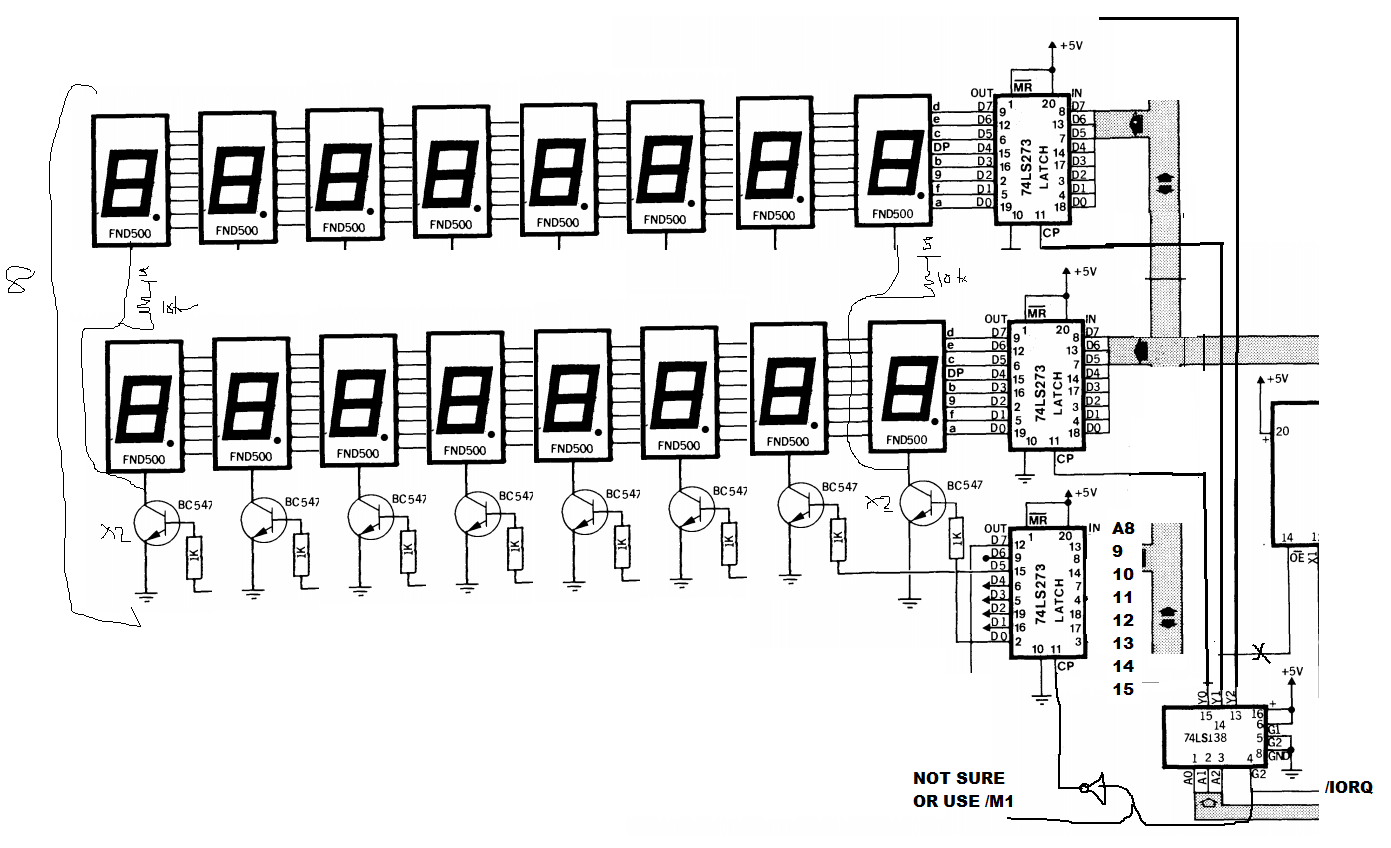 +5V
OUT MR IN
1 20
d D7 9 8 D7
e D6 12 13 D6
c D5 6 7 D5
DP D4 15 14 D4
b D3 16 17 D3
g D2 2 3 D2
f D1 5 4 D1
a D0 19 18 D0
74LS273
LATCH
10 11
CP
FND500 FND500 FND500 FND500 FND500 FND500 FND500 FND500
8
+5V
OUT MR IN
1 20
d D7 9 8 D7
e D6 12 13 D6
c D5 6 7 D5
DP D4 15 14 D4
b D3 16 17 D3
g D2 2 3 D2
f D1 5 4 D1
a D0 19 18 D0
74LS273
LATCH
10 11
CP
FND500 FND500 FND500 FND500 FND500 FND500 FND500 FND500
BC547 BC547 BC547 BC547 BC547 BC547 BC547 BC547
X2 X2
1K 1K 1K 1K 1K 1K 1K 1K
+5V
20
+
14
OE X1
+5V
OUT MR IN
1 20
D7 12 13
D6 9 8
D5 15 14
D4 6 7
D3 5 4
D2 19 18
D1 16 17
D0 2 3
74LS273
LATCH
10 11
CP
A8
9
10
11
12
13
14
15
X
+5V
Y0 Y1 Y2
15 14 13 16 +
6 G1
74LS138 5 G2
8 GND
1 2 3 4
A0 A1 A2 G2
/IORQ
NOT SURE
OR USE /M1